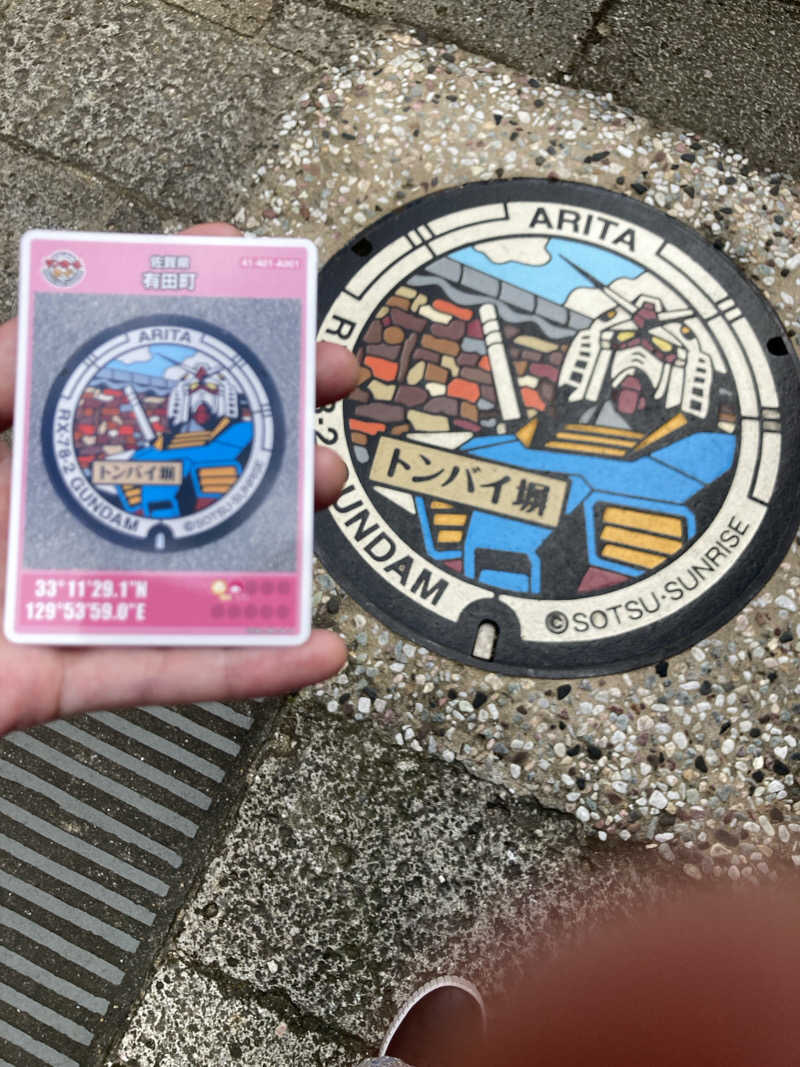 佐賀県
有田町
41-401-A001
ARITA
トンバイ塀
RX-78-2 GUNDAM
©SOTSU・SUNRISE
33°11'29.1"N
129°53'59.0"E
ARITA
トンバイ塀
©SOTSU・SUNRISE